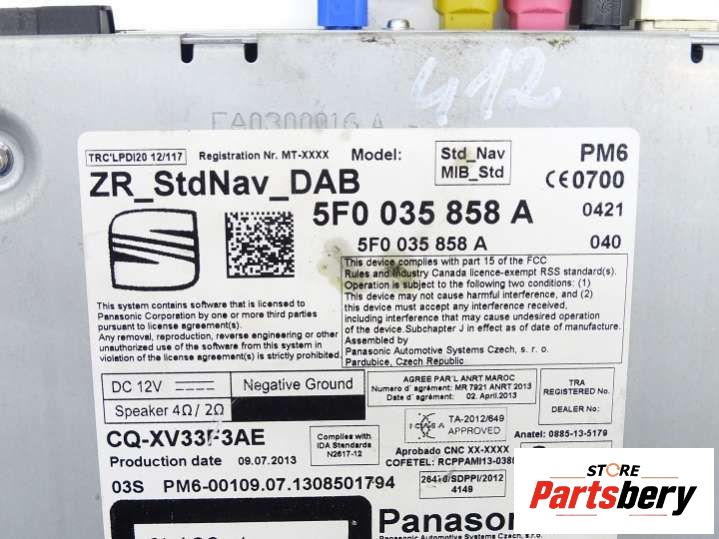 412
FA0300016 A
TRC'LPDI20 12/117 Registration Nr. MT-XXXX Model: Std_Nav PM6
MIB_Std
ZR_StdNav_DAB CE0700
5F0 035 858 A 0421
5F0 035 858 A 040
This device complies with part 15 of the FCC
Rules and Industry Canada licence-exempt RSS standard(s).
Operation is subject to the following two conditions: (1)
This device may not cause harmful interference, and (2)
this device must accept any interference received,
including interference that may cause undesired operation
of the device.Subchapter J in effect as of date of manufacture.
Assembled by
Panasonic Automotive Systems Czech, s. r. o.
Pardubice, Czech Republic
This system contains software that is licensed to
Panasonic Corporation by one or more third parties
pursuant to license agreement(s).
Any removal, reproduction, reverse engineering or other
unauthorized use of the software from this system in
violation of the license agreement(s) is strictly prohibited.
DC 12V Negative Ground
Speaker 4Ω/ 2Ω
AGREE PAR'L ANRT MAROC
Numero d´agrément: MR 7921 ANRT 2013
Date d´agrément: 02. April.2013
TRA
REGISTERED No:
DEALER No:
CQ-XV33F3AE
Production date 09.07.2013
Complies with
IDA Standards
N2617-12
ICASA
TA-2012/649
APPROVED
Anatel: 0885-13-5179
Aprobado CNC XX-XXXX
COFETEL: RCPPAMI13-0380
03S PM6-00109.07.1308501794
/SDPPI/2012
4149
Panason
Panasonic Automotive Systems Czech, s.r.o.
STORE
Partsbery